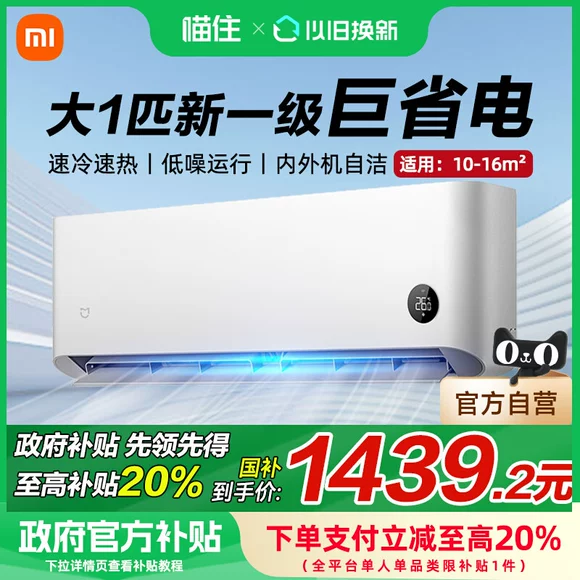 喵住 × 以旧换新
大1匹新一级巨省电
速冷速热 | 低噪运行 | 内外机自洁 适用：10-16m²
26
官方自营
政府补贴 先领先得
至高补贴20%
国补
到手价：
1439.2元
政府官方补贴
下拉详情页查看补贴教程
下单支付立减至高20%
（全平台单人单品类限补贴1件）